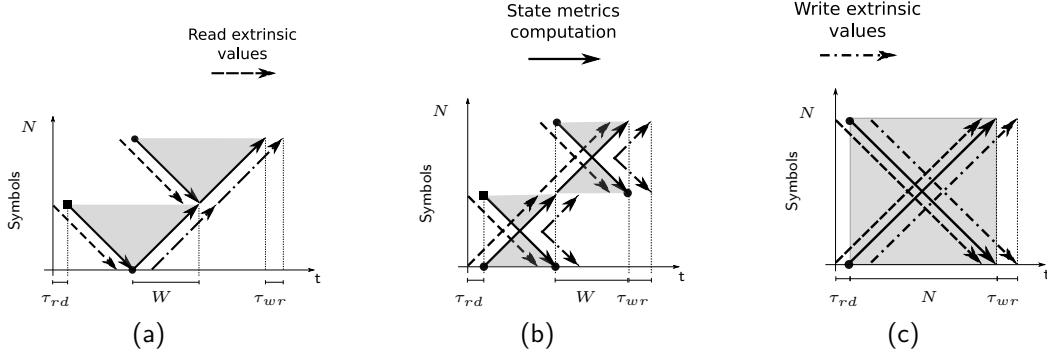 Read extrinsic
values
State metrics
computation
Write extrinsic
values
N
Symbols
t
τrd
W
τwr
(a)
N
Symbols
t
τrd
W
τwr
(b)
N
Symbols
t
τrd
N
τwr
(c)